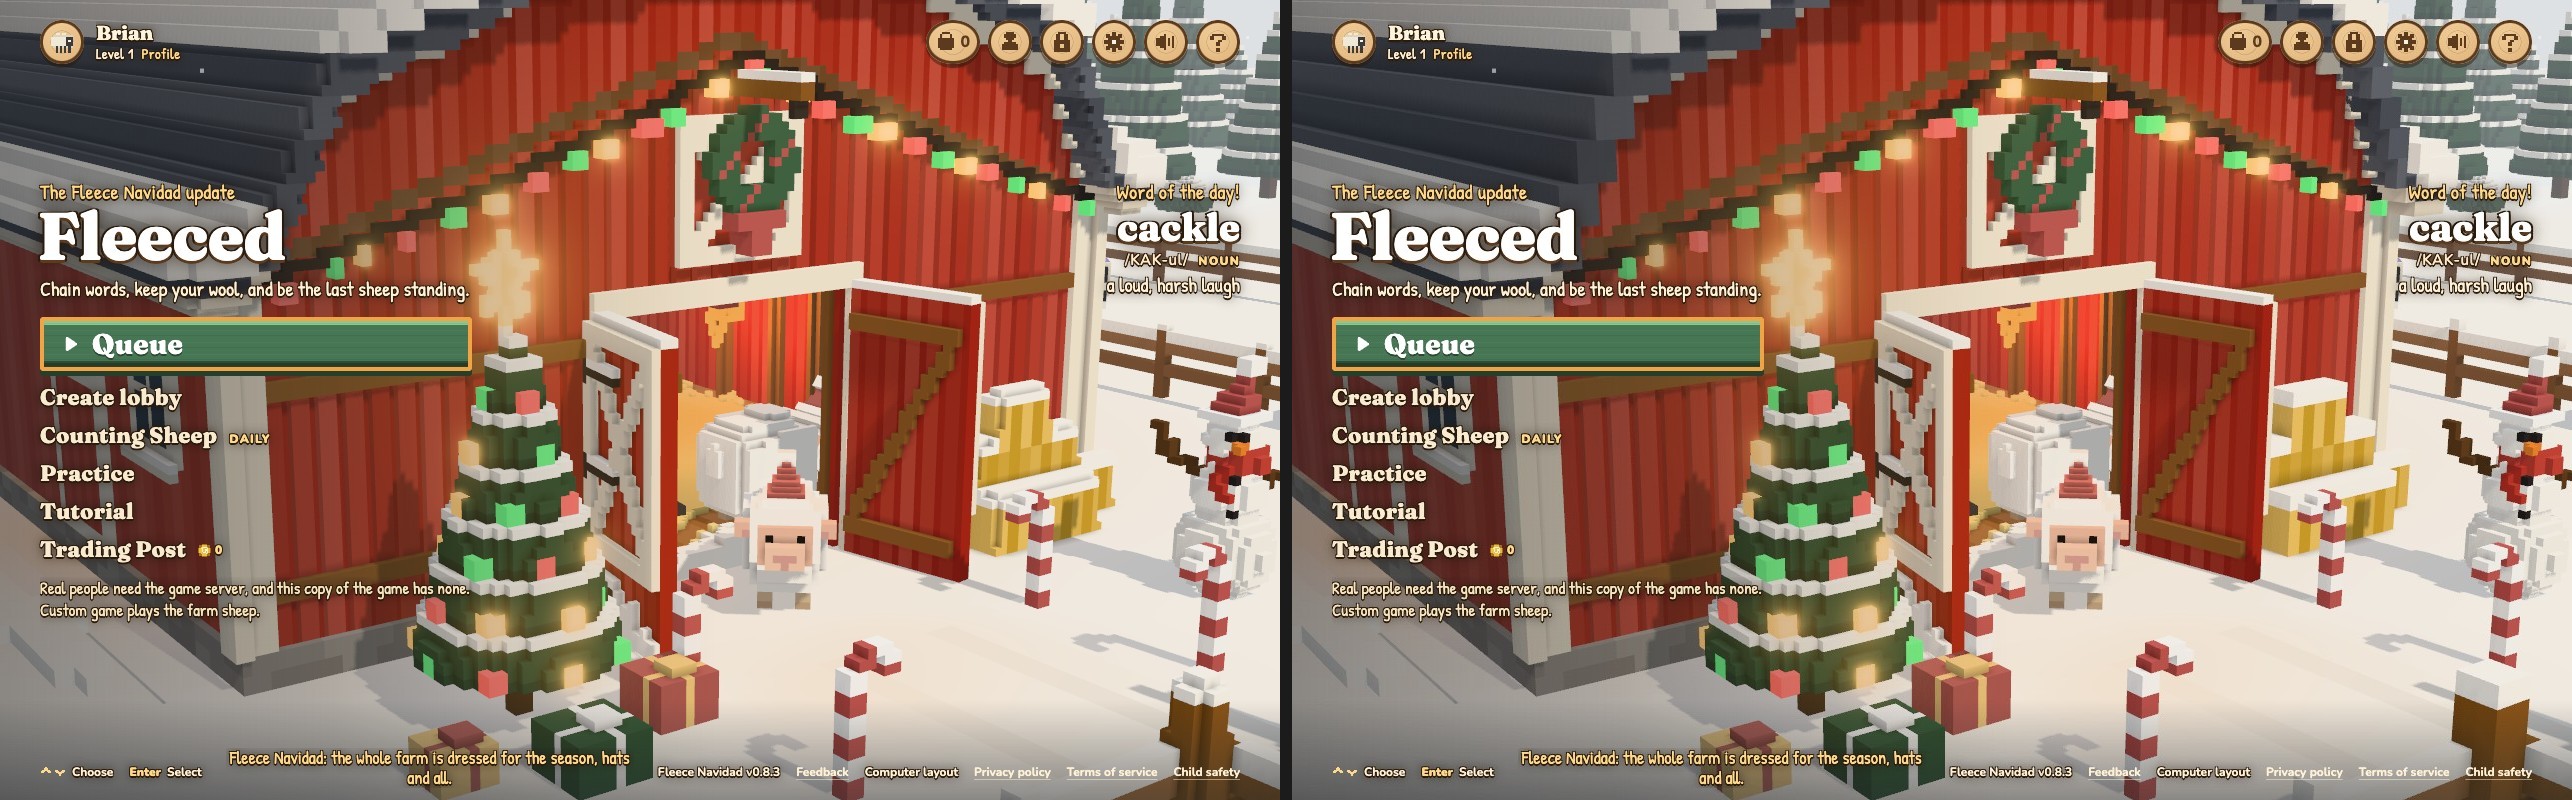 Brian
Level 1 Profile
0
The Fleece Navidad update
Fleeced
Chain words, keep your wool, and be the last sheep standing.
Queue
Create lobby
Counting Sheep DAILY
Practice
Tutorial
Trading Post 0
Real people need the game server, and this copy of the game has none.
Custom game plays the farm sheep.
Word of the day!
cackle
/KAK-ul/ NOUN
a loud, harsh laugh
Choose Enter Select
Fleece Navidad: the whole farm is dressed for the season, hats
and all.
Fleece Navidad v0.8.3 Feedback Computer layout Privacy policy Terms of service Child safety
Brian
Level 1 Profile
0
The Fleece Navidad update
Fleeced
Chain words, keep your wool, and be the last sheep standing.
Queue
Create lobby
Counting Sheep DAILY
Practice
Tutorial
Trading Post 0
Real people need the game server, and this copy of the game has none.
Custom game plays the farm sheep.
Word of the day!
cackle
/KAK-ul/ NOUN
a loud, harsh laugh
Choose Enter Select
Fleece Navidad: the whole farm is dressed for the season, hats
and all.
Fleece Navidad v0.8.3 Feedback Computer layout Privacy policy Terms of service Child safety